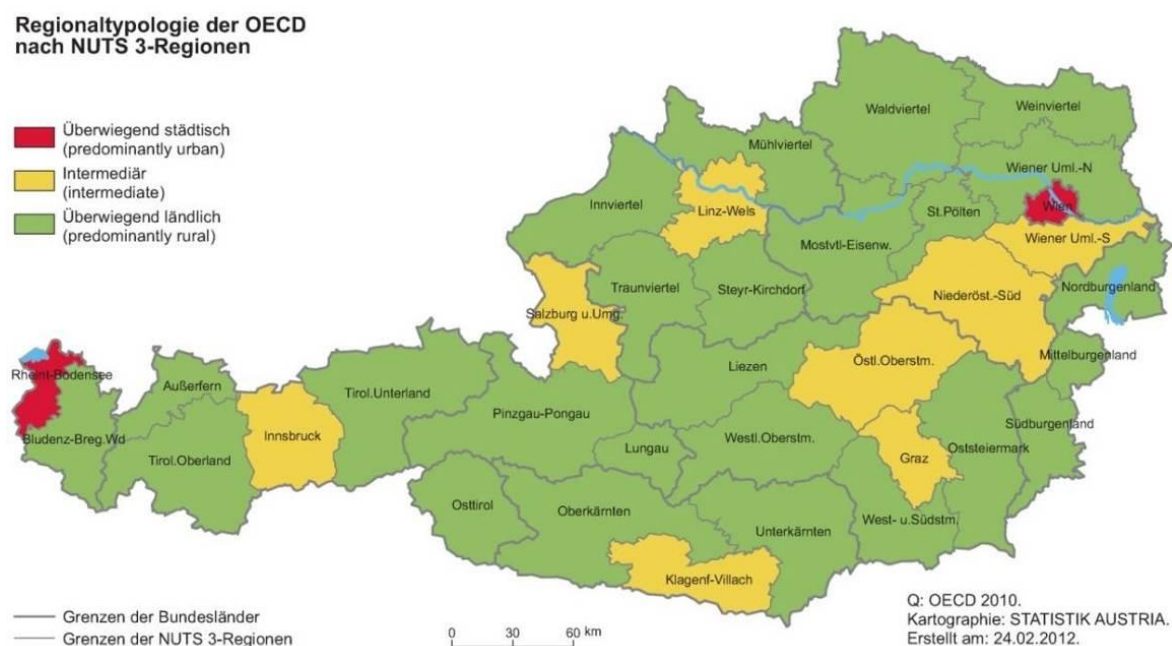 Regionaltypologie der OECD
nach NUTS 3-Regionen
Überwiegend städtisch
(predominantly urban)
Intermediär
(intermediate)
Überwiegend ländlich
(predominantly rural)
Waldviertel
Weinviertel
Mühlviertel
Wiener Uml.-N
Innviertel
Linz-Wels
St.Pölten
Wien
Mostvtl-Eisenw.
Wiener Uml.-S
Traunviertel
Steyr-Kirchdorf
Niederöst.-Süd
Nordburgenland
Salzburg u.Umg.
Mittelburgenland
Rheint-Bodensee
Außerfern
Tirol.Unterland
Liezen
Östl.Oberstm.
Bludenz-Breg.Wd
Innsbruck
Pinzgau-Pongau
Südburgenland
Tirol.Oberland
Lungau
Westl.Oberstm.
Graz
Oststeiermark
Osttirol
Oberkärnten
Unterkärnten
West- u.Südstm.
Klagenf-Villach
Grenzen der Bundesländer
Grenzen der NUTS 3-Regionen
0 30 60 km
Q: OECD 2010.
Kartographie: STATISTIK AUSTRIA.
Erstellt am: 24.02.2012.